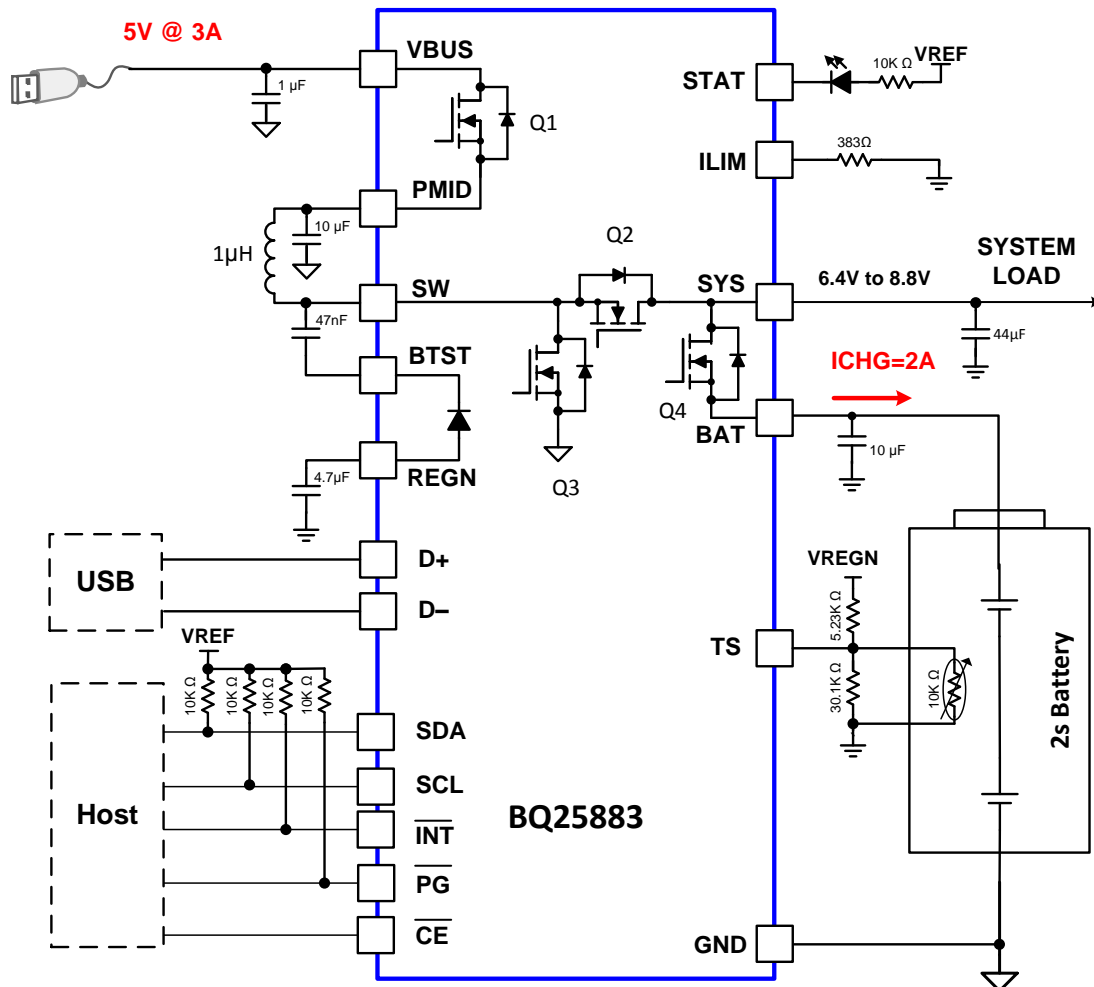 5V @ 3A
VBUS
1 µF
Q1
STAT
10K Ω
VREF
ILIM
383Ω
PMID
10 µF
1µH
Q2
SW
SYS
6.4V to 8.8V
SYSTEM
LOAD
47nF
44µF
BTST
ICHG=2A
Q4
BAT
10 µF
REGN
4.7µF
Q3
D+
USB
D–
VREGN
5.23K Ω
TS
30.1K Ω
10K Ω
2s Battery
VREF
10K Ω
10K Ω
10K Ω
10K Ω
SDA
SCL
Host
INT
BQ25883
PG
CE
GND